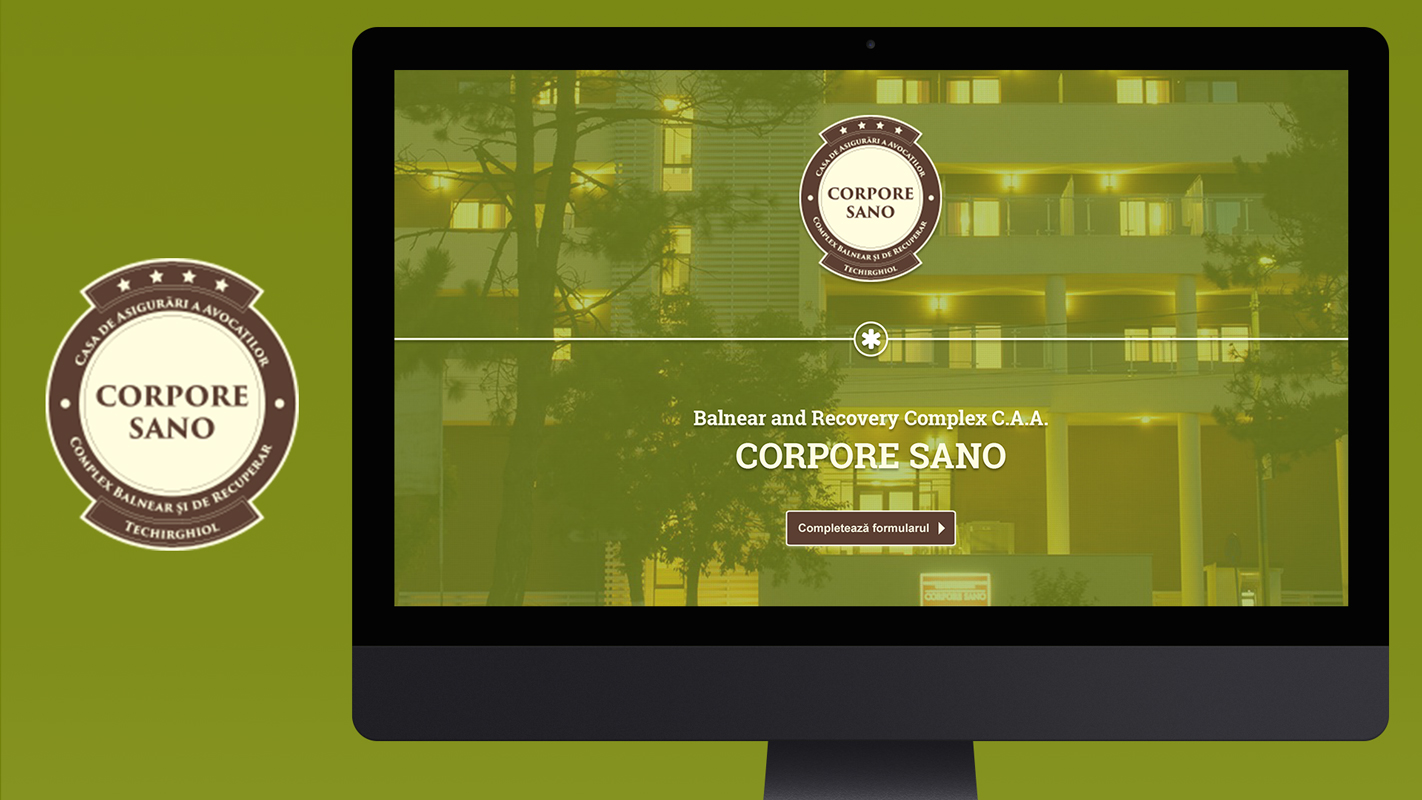 CASA DE ASIGURĂRI A AVOCAȚILOR
CORPORE
SANO
COMPLEX BALNEAR ȘI DE RECUPERAR
TECHIRGHIOL
CASA DE ASIGURĂRI A AVOCAȚILOR
CORPORE
SANO
COMPLEX BALNEAR ȘI DE RECUPERAR
TECHIRGHIOL
Balnear and Recovery Complex C.A.A.
CORPORE SANO
Completează formularul
CORPORE SANO